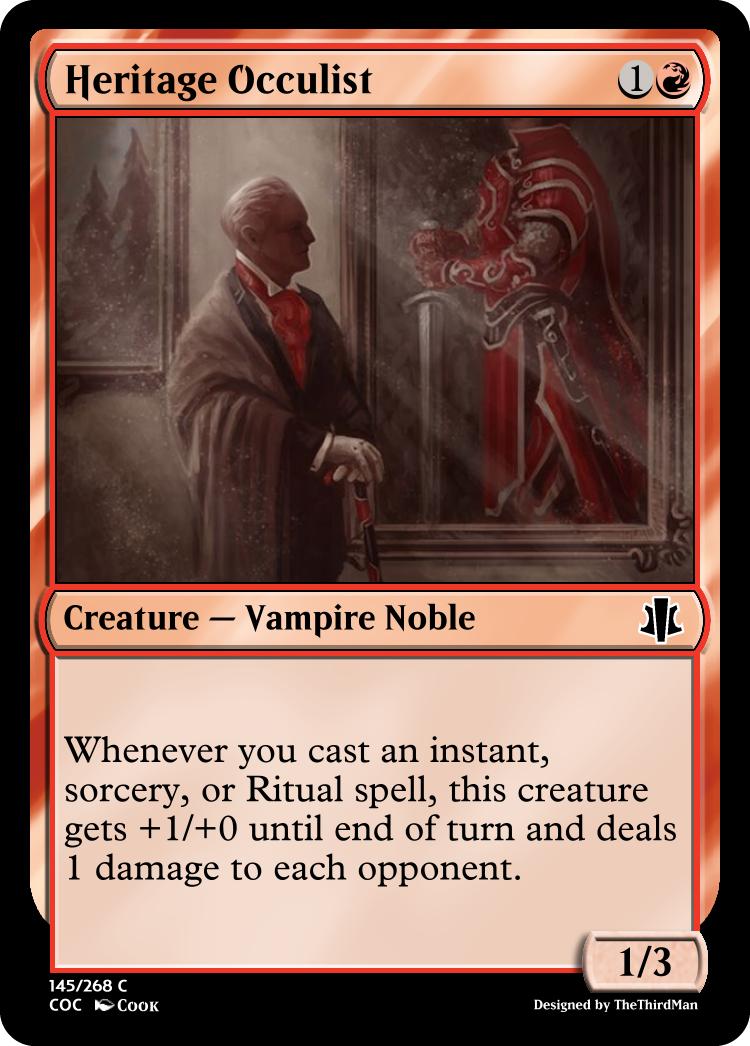 Heritage Occulist 1
Creature — Vampire Noble
Whenever you cast an instant,
sorcery, or Ritual spell, this creature
gets +1/+0 until end of turn and deals
1 damage to each opponent.
1/3
145/268 C
COC Cook
Designed by TheThirdMan